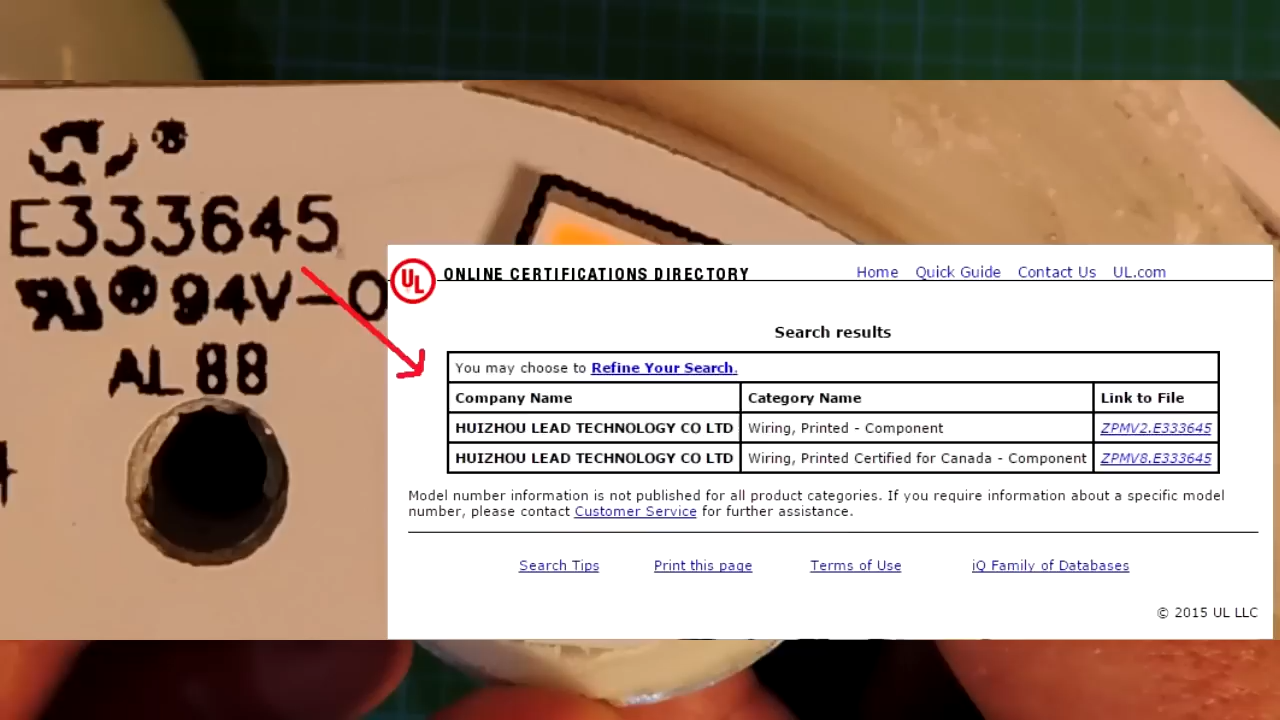 E333645
94V-0
AL 88
UL ONLINE CERTIFICATIONS DIRECTORY
Home Quick Guide Contact Us UL.com
Search results
You may choose to Refine Your Search.
Company Name Category Name Link to File
HUIZHOU LEAD TECHNOLOGY CO LTD Wiring, Printed - Component ZPMV2.E333645
HUIZHOU LEAD TECHNOLOGY CO LTD Wiring, Printed Certified for Canada - Component ZPMV8.E333645
Model number information is not published for all product categories. If you require information about a specific model
number, please contact Customer Service for further assistance.
Search Tips Print this page Terms of Use iQ Family of Databases
© 2015 UL LLC